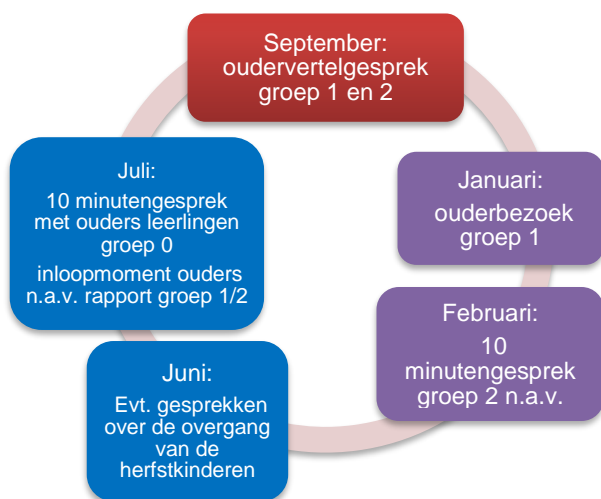 September:
oudervertelgesprek
groep 1 en 2
Januari:
ouderbezoek
groep 1
Februari:
10
minutengesprek
groep 2 n.a.v.
Juni:
Evt. gesprekken
over de overgang
van de
herfstkinderen
Juli:
10 minutengesprek
met ouders leerlingen
groep 0
inloopmoment ouders
n.a.v. rapport groep 1/2